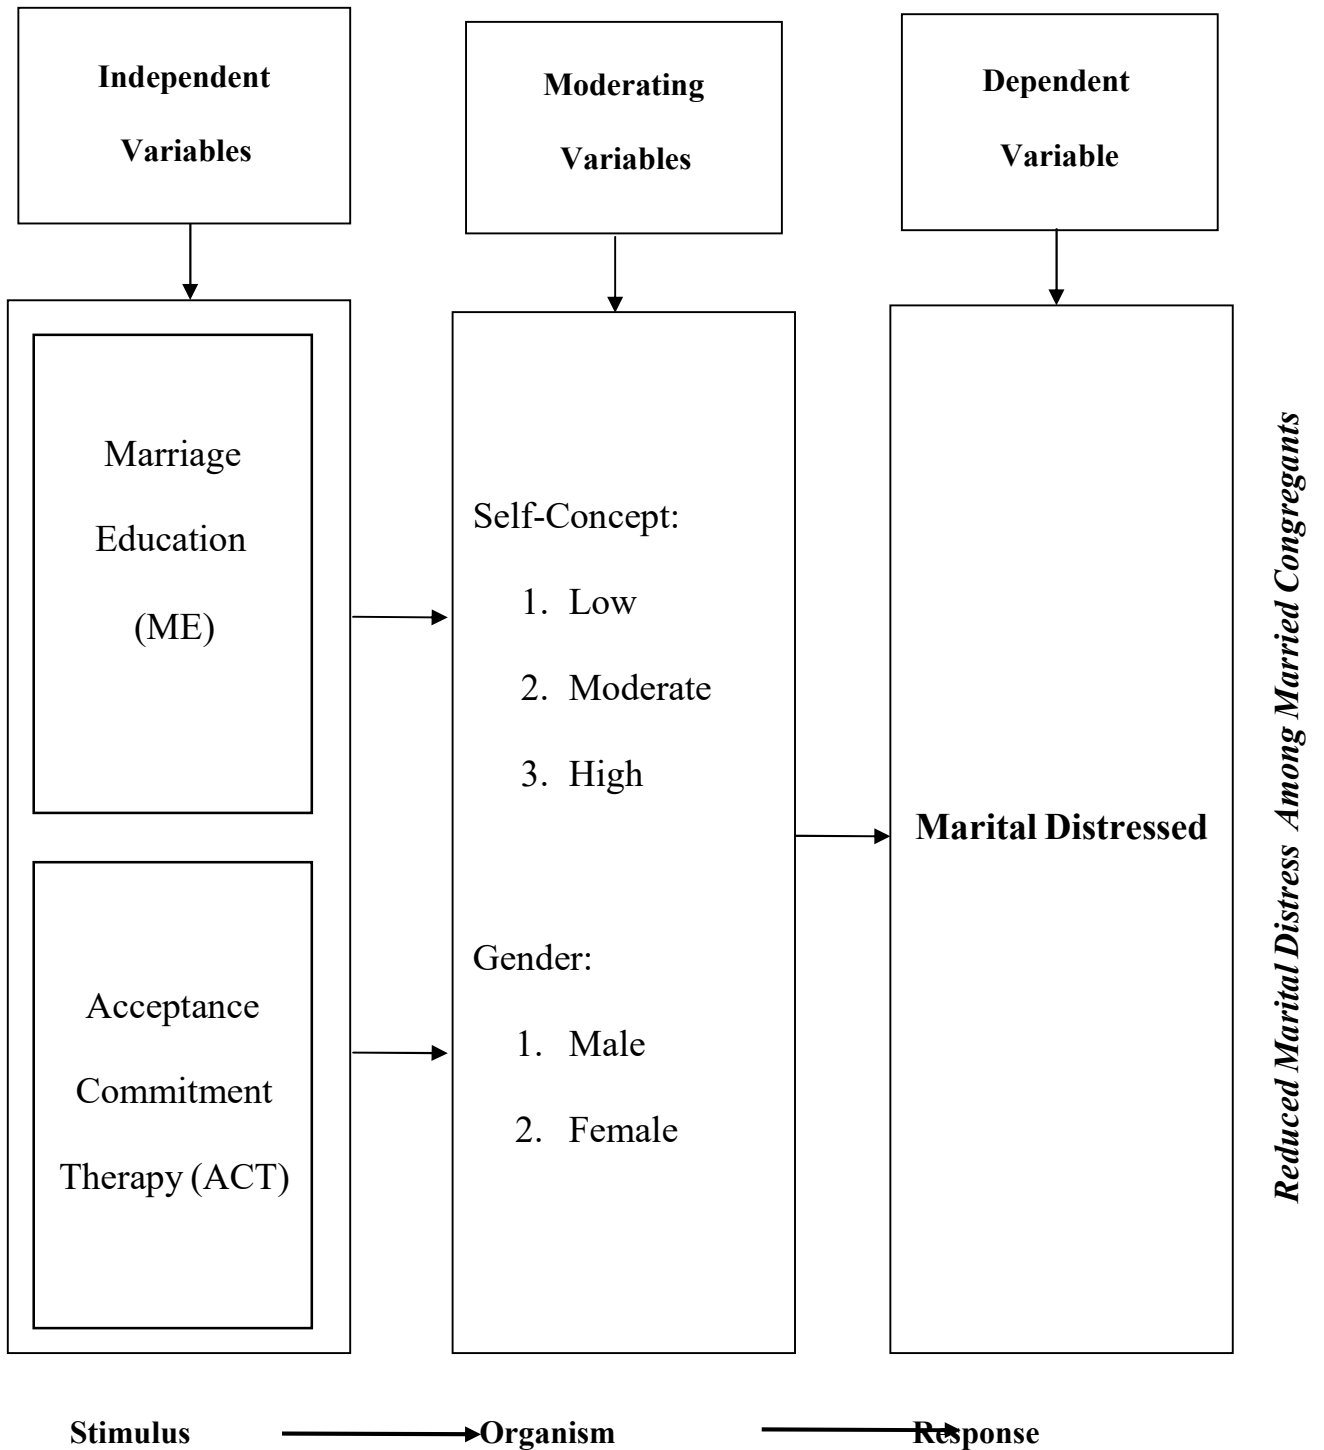 Independent
Variables
Moderating
Variables
Dependent
Variable
Marriage
Education
(ME)
Acceptance
Commitment
Therapy (ACT)
Self-Concept:
1. Low
2. Moderate
3. High
Gender:
1. Male
2. Female
Marital Distressed
Reduced Marital Distress Among Married Congregants
Stimulus
Organism
Response